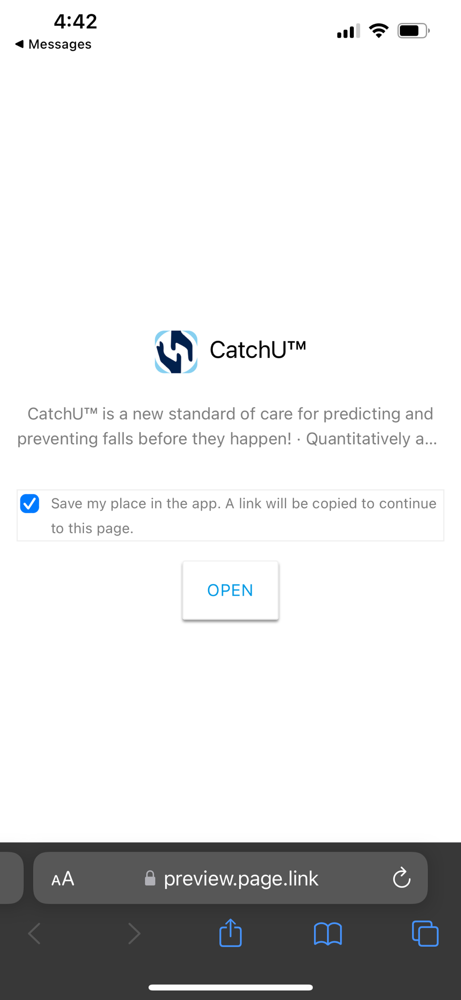 4:42
◀ Messages
CatchU™
CatchU™ is a new standard of care for predicting and
preventing falls before they happen! · Quantitatively a...
Save my place in the app. A link will be copied to continue
to this page.
OPEN
AA preview.page.link